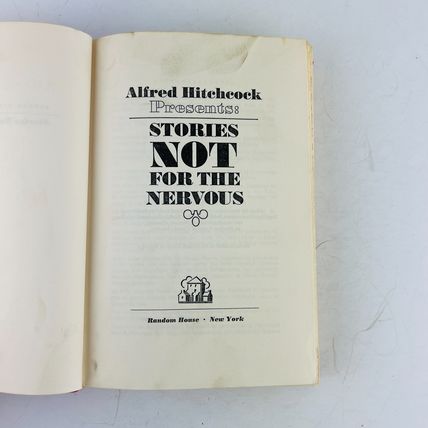 Alfred Hitchcock
Presents:
STORIES
NOT
FOR THE
NERVOUS
Random House · New York